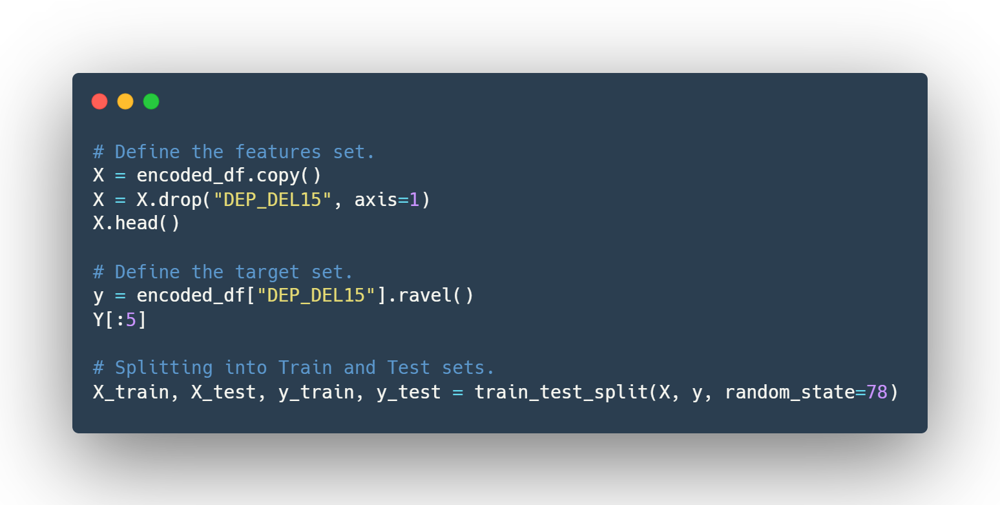 # Define the features set.
X = encoded_df.copy()
X = X.drop("DEP_DEL15", axis=1)
X.head()
# Define the target set.
y = encoded_df["DEP_DEL15"].ravel()
Y[:5]
# Splitting into Train and Test sets.
X_train, X_test, y_train, y_test = train_test_split(X, y, random_state=78)